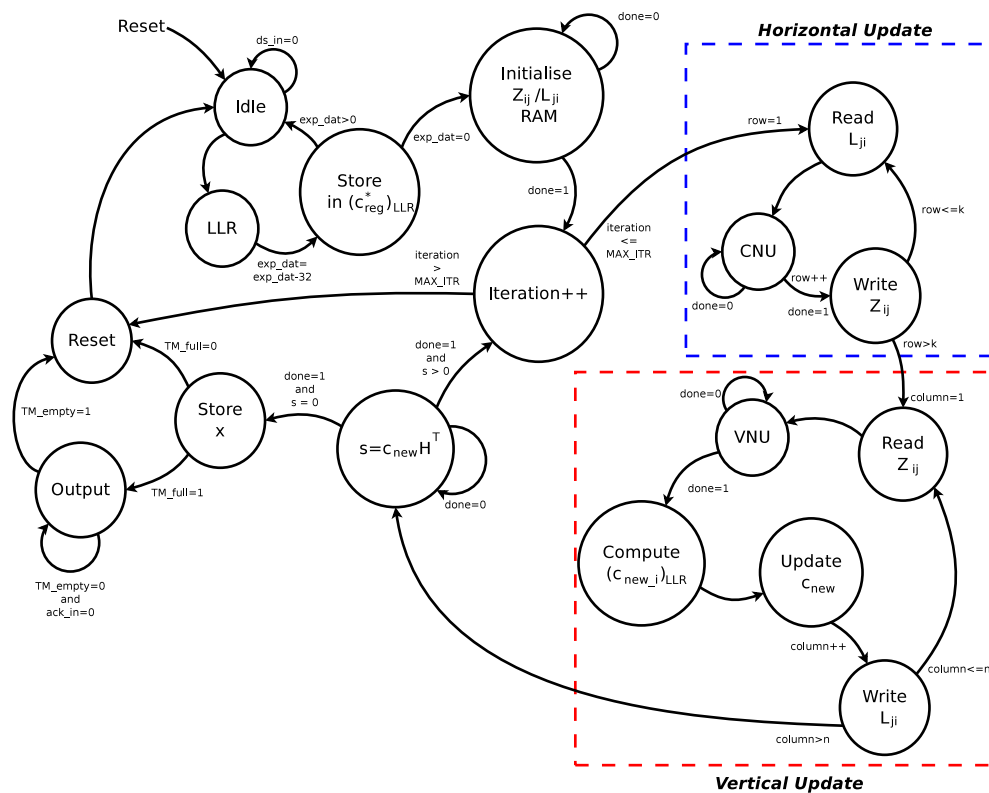 Reset
ds_in=0
Idle
LLR
exp_dat=
exp_dat-32
exp_dat>0
Store
in (c*reg)LLR
exp_dat=0
Initialise
Zij /Lji
RAM
done=0
done=1
Iteration++
iteration
<=
MAX_ITR
iteration
>
MAX_ITR
Horizontal Update
row=1
Read
Lji
CNU
done=0
row++
done=1
Write
Zij
row<=k
row>k
column=1
Read
Zij
VNU
done=0
done=1
Compute
(cnew_i)LLR
Update
cnew
column++
Write
Lji
column<=n
column>n
Vertical Update
s=cnewHT
done=0
done=1
and
s > 0
done=1
and
s = 0
Store
x
TM_full=0
TM_full=1
Reset
TM_empty=1
Output
TM_empty=0
and
ack_in=0